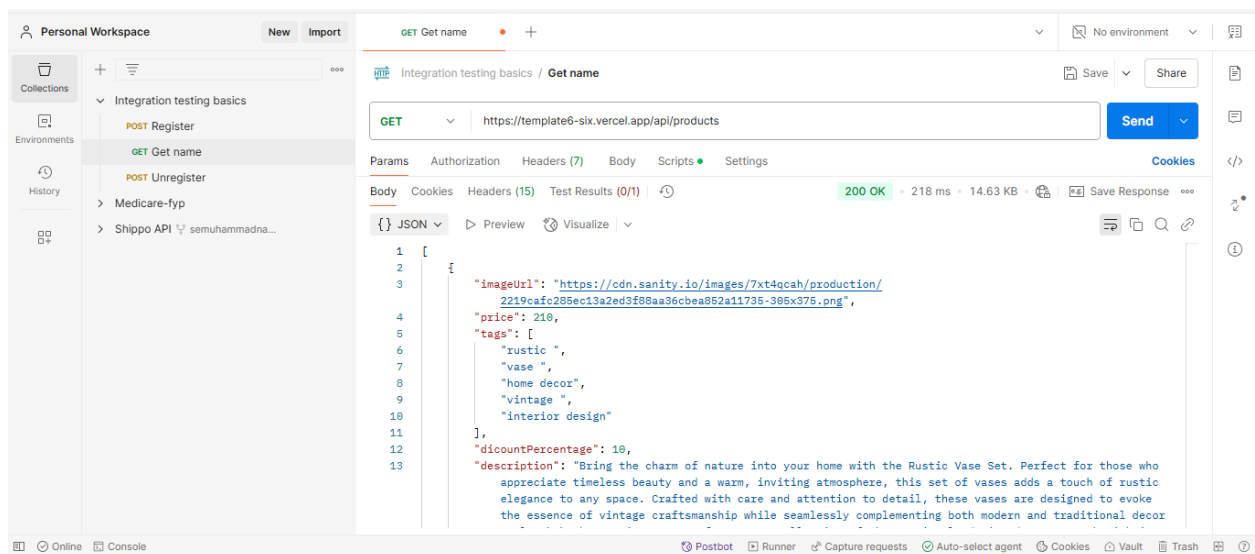 Personal Workspace
New
Import
GET Get name
No environment
Collections
Environments
History
Integration testing basics
POST Register
GET Get name
POST Unregister
Medicare-fyp
Shippo API semuhammadna...
HTTP Integration testing basics / Get name
Save
Share
GET
https://template6-six.vercel.app/api/products
Send
Params Authorization Headers (7) Body Scripts Settings Cookies
Body Cookies Headers (15) Test Results (0/1)
200 OK • 218 ms • 14.63 KB
Save Response
{} JSON
Preview
Visualize
1 [
2 {
3 "imageUrl": "https://cdn.sanity.io/images/7xt4qcah/production/
2219cafc285ec13a2ed3f88aa36cbea852a11735-305x375.png",
4 "price": 210,
5 "tags": [
6 "rustic ",
7 "vase ",
8 "home decor",
9 "vintage ",
10 "interior design"
11 ],
12 "dicountPercentage": 10,
13 "description": "Bring the charm of nature into your home with the Rustic Vase Set. Perfect for those who
appreciate timeless beauty and a warm, inviting atmosphere, this set of vases adds a touch of rustic
elegance to any space. Crafted with care and attention to detail, these vases are designed to evoke
the essence of vintage craftsmanship while seamlessly complementing both modern and traditional decor
Online
Console
Postbot
Runner
Capture requests
Auto-select agent
Cookies
Vault
Trash